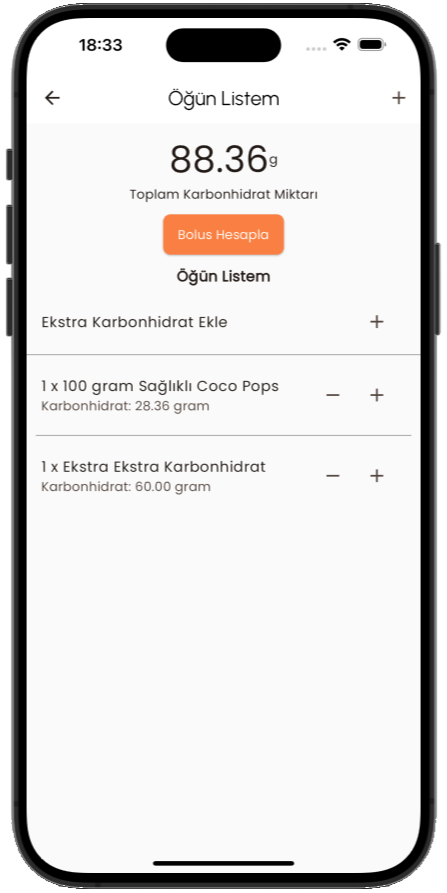 18:33
Öğün Listem
88.36g
Toplam Karbonhidrat Miktarı
Bolus Hesapla
Öğün Listem
Ekstra Karbonhidrat Ekle
1 x 100 gram Sağlıklı Coco Pops
Karbonhidrat: 28.36 gram
1 x Ekstra Ekstra Karbonhidrat
Karbonhidrat: 60.00 gram